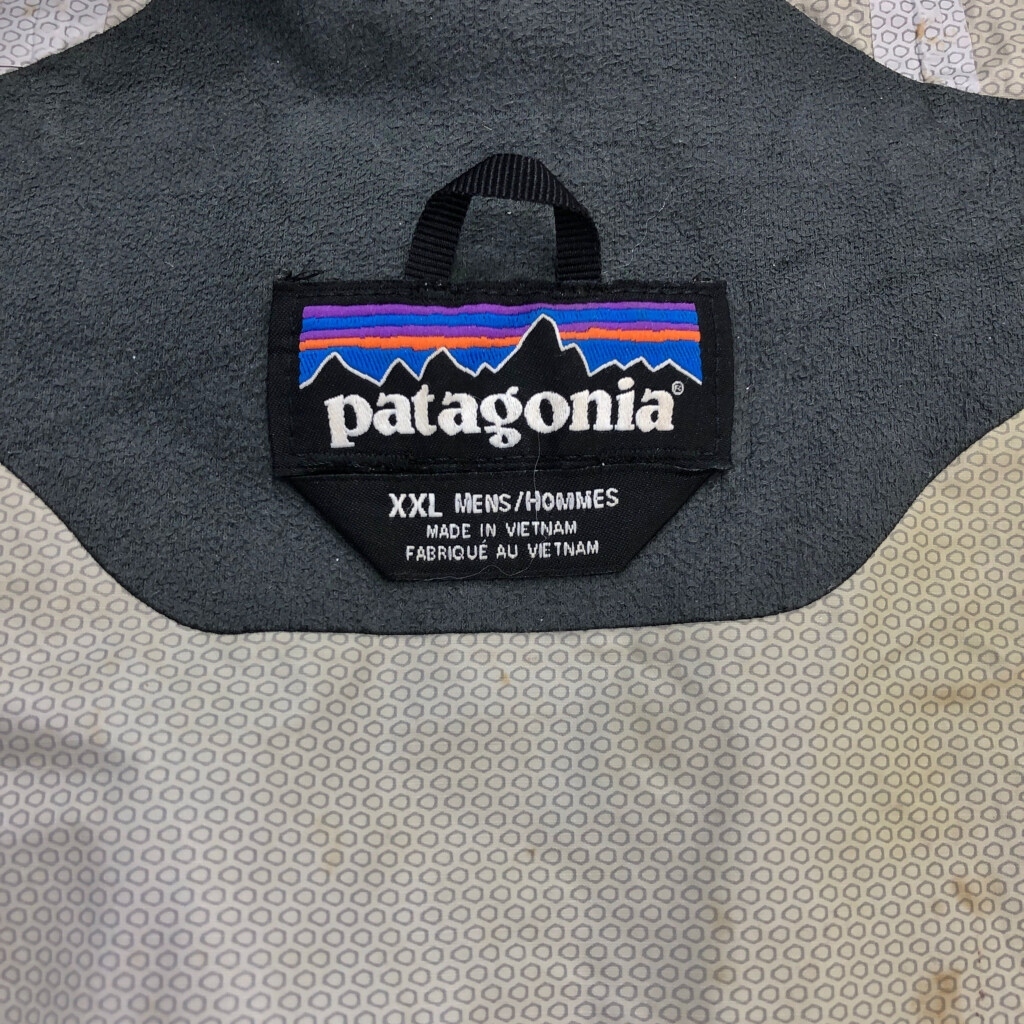 patagonia®
XXL MENS/HOMMES
MADE IN VIETNAM
FABRIQUÉ AU VIETNAM